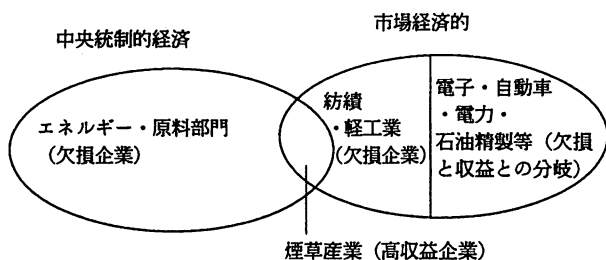 中央統制的経済
市場経済的
エネルギー・原料部門
（欠損企業）
紡績
・軽工業
（欠損企業）
電子・自動車
・電力・
石油精製等（欠損
と収益との分岐）
煙草産業（高収益企業）